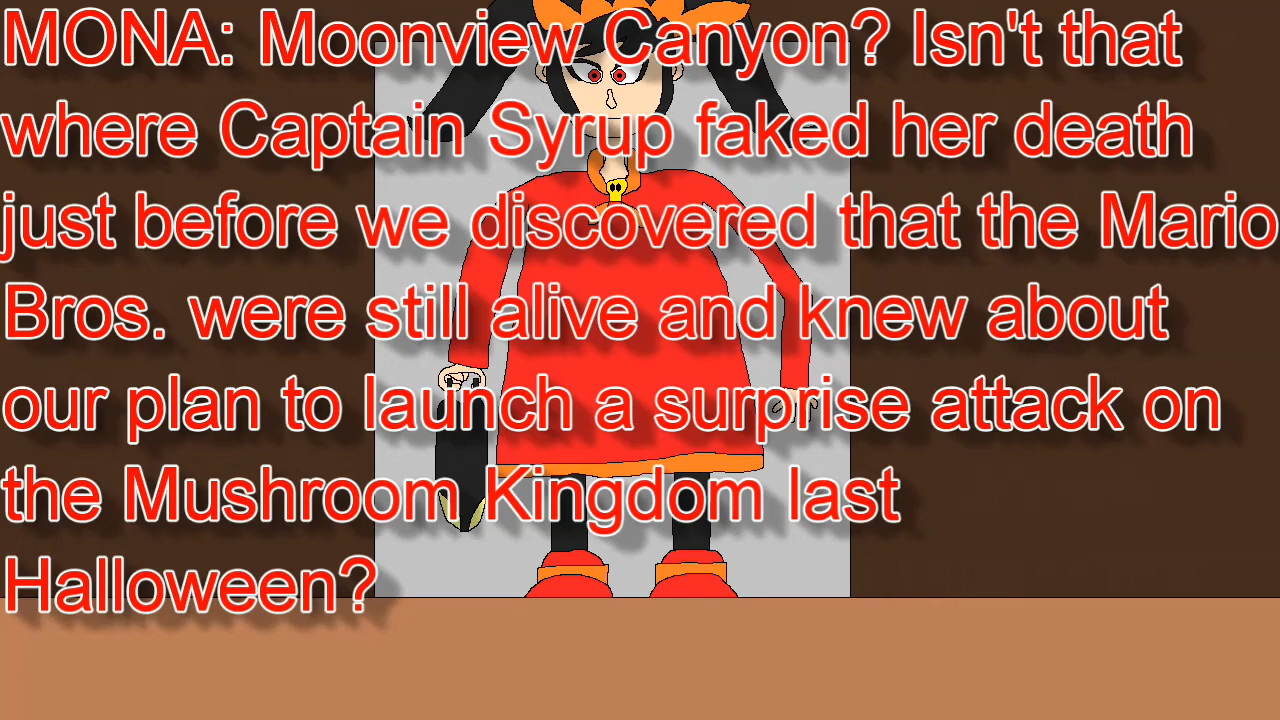 MONA: Moonview Canyon? Isn't that
where Captain Syrup faked her death
just before we discovered that the Mario
Bros. were still alive and knew about
our plan to launch a surprise attack on
the Mushroom Kingdom last
Halloween?